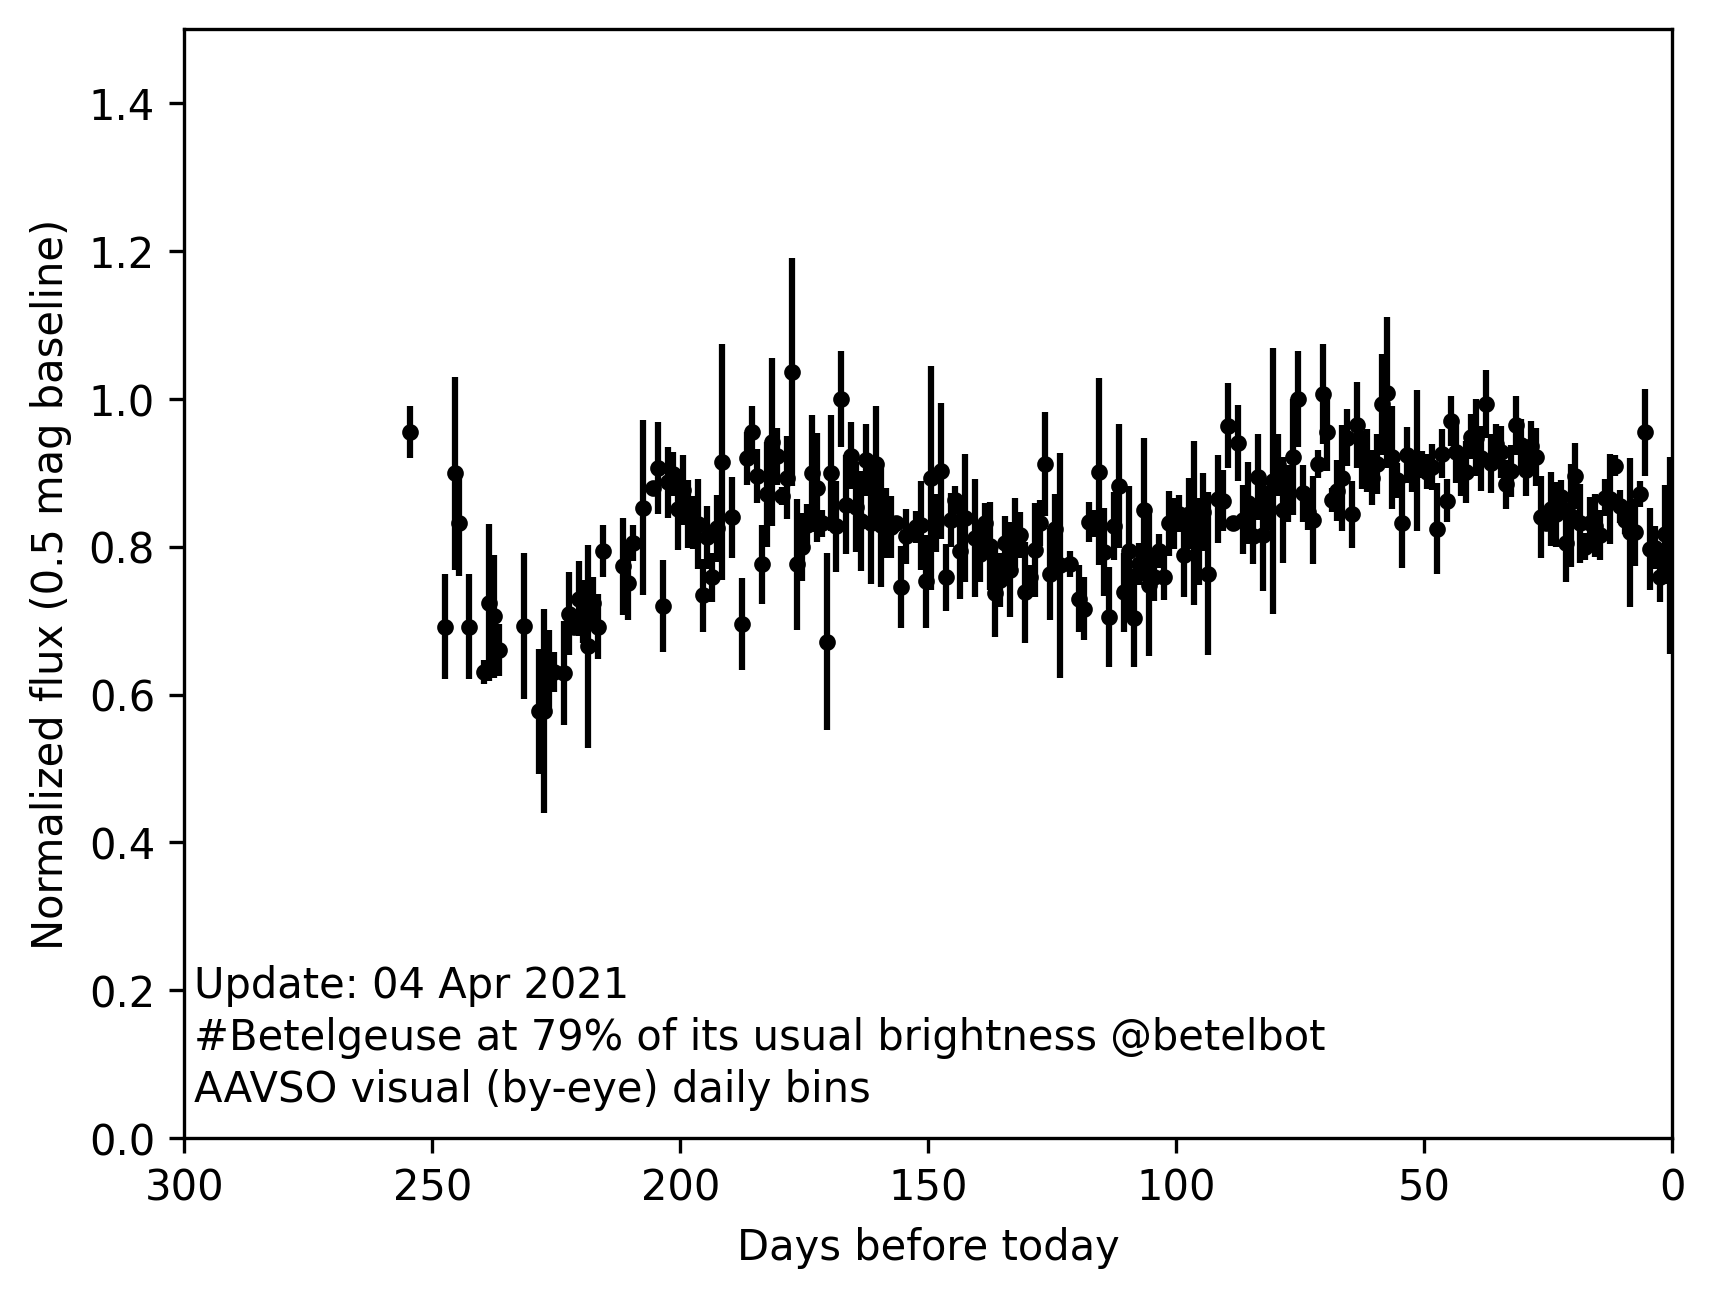 1.4
1.2
1.0
0.8
0.6
0.4
0.2
0.0
Normalized flux (0.5 mag baseline)
Update: 04 Apr 2021
#Betelgeuse at 79% of its usual brightness @betelbot
AAVSO visual (by-eye) daily bins
300 250 200 150 100 50 0
Days before today